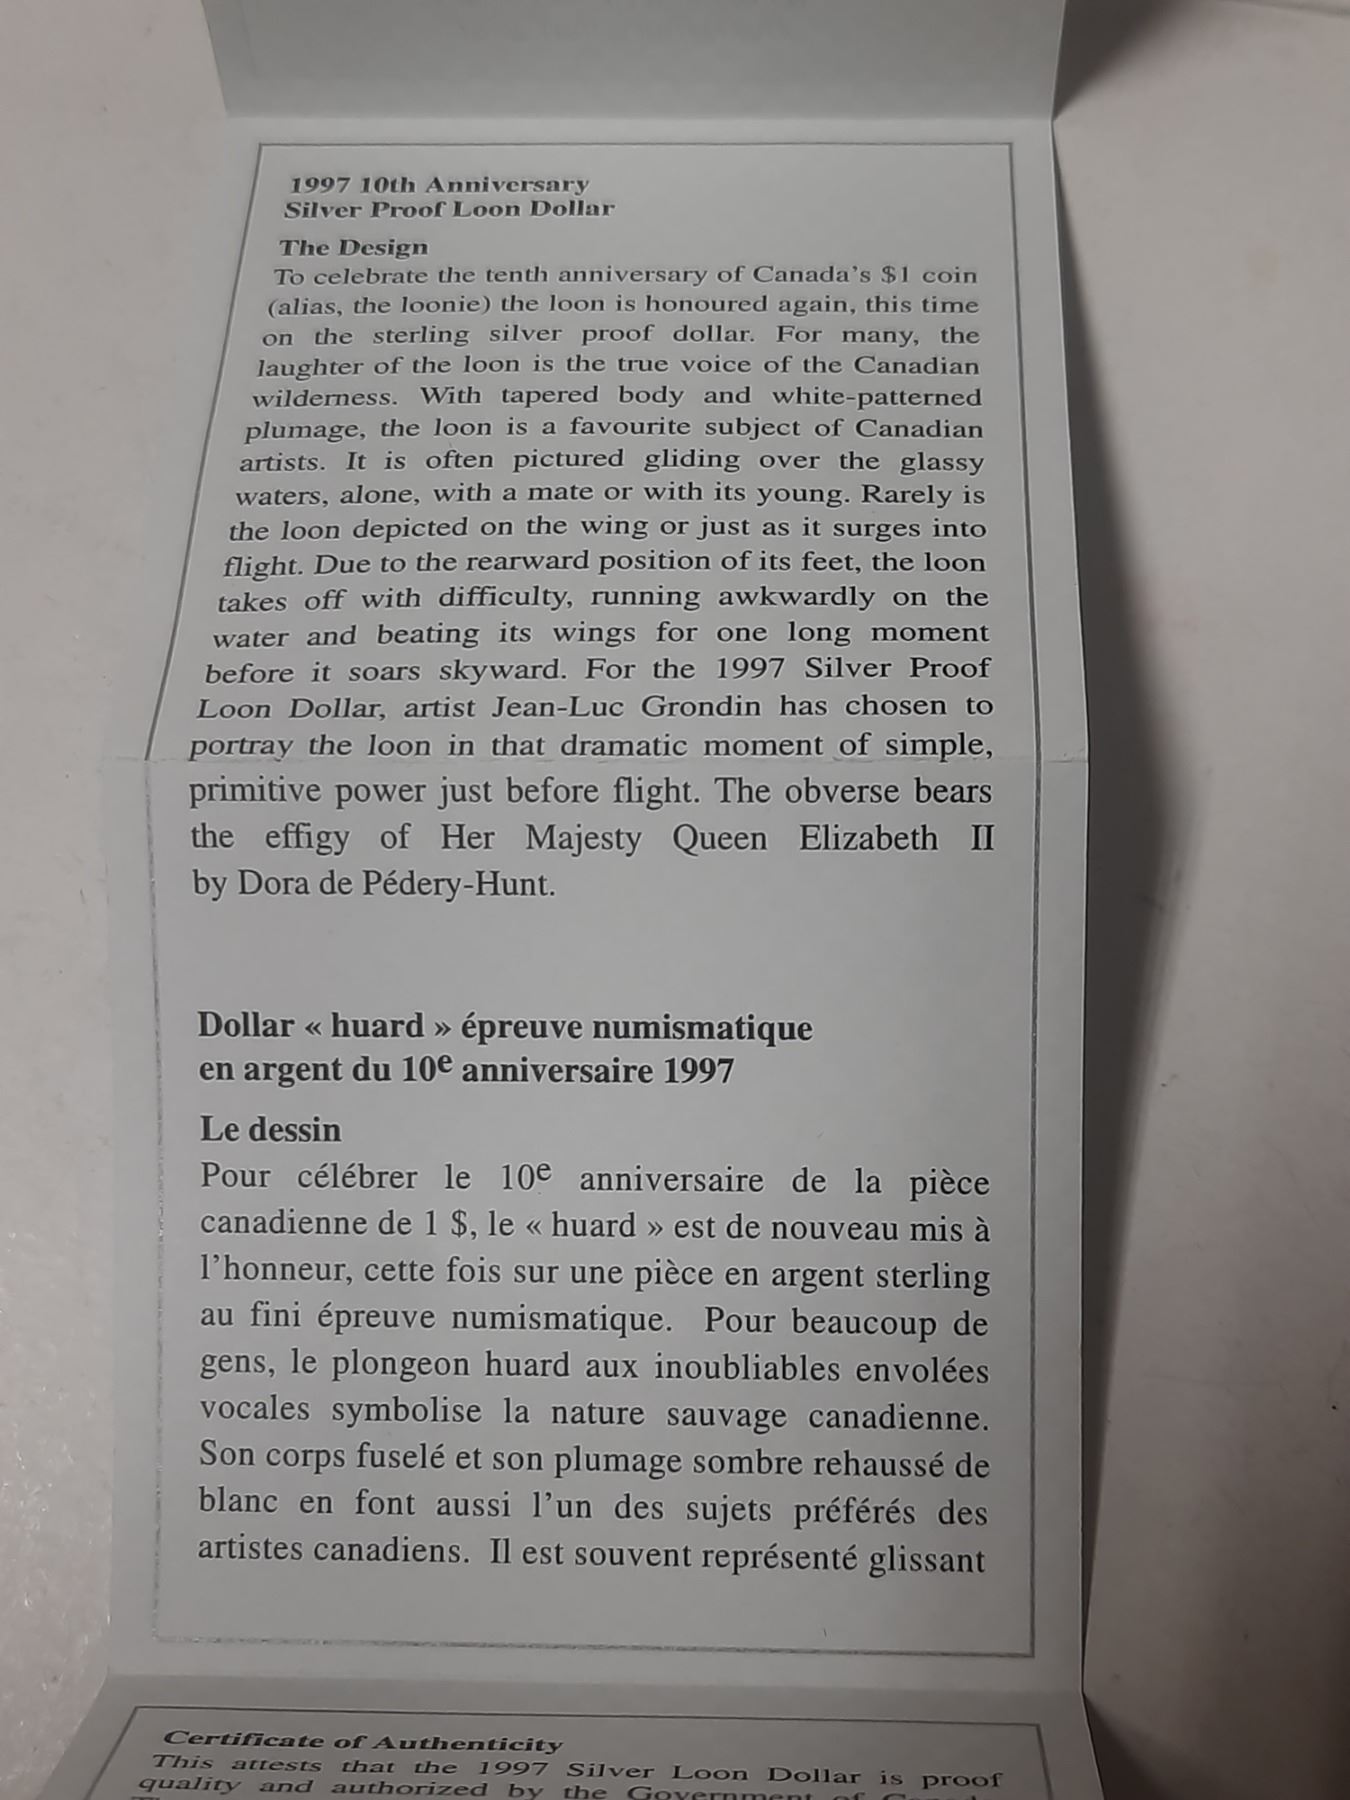 1997 10th Anniversary
Silver Proof Loon Dollar
The Design
To celebrate the tenth anniversary of Canada's $1 coin
(alias, the loonie) the loon is honoured again, this time
on the sterling silver proof dollar. For many, the
laughter of the loon is the true voice of the Canadian
wilderness. With tapered body and white-patterned
plumage, the loon is a favourite subject of Canadian
artists. It is often pictured gliding over the glassy
waters, alone, with a mate or with its young. Rarely is
the loon depicted on the wing or just as it surges into
flight. Due to the rearward position of its feet, the loon
takes off with difficulty, running awkwardly on the
water and beating its wings for one long moment
before it soars skyward. For the 1997 Silver Proof
Loon Dollar, artist Jean-Luc Grondin has chosen to
portray the loon in that dramatic moment of simple,
primitive power just before flight. The obverse bears
the effigy of Her Majesty Queen Elizabeth II
by Dora de Pédery-Hunt.
Dollar « huard » épreuve numismatique
en argent du 10e anniversaire 1997
Le dessin
Pour célébrer le 10e anniversaire de la pièce
canadienne de 1 $, le « huard » est de nouveau mis à
l'honneur, cette fois sur une pièce en argent sterling
au fini épreuve numismatique. Pour beaucoup de
gens, le plongeon huard aux inoubliables envolées
vocales symbolise la nature sauvage canadienne.
Son corps fuselé et son plumage sombre rehaussé de
blanc en font aussi l'un des sujets préférés des
artistes canadiens. Il est souvent représenté glissant
Certificate of Authenticity
This attests that the 1997 Silver Loon Dollar is proof
quality and authorized by the Government of